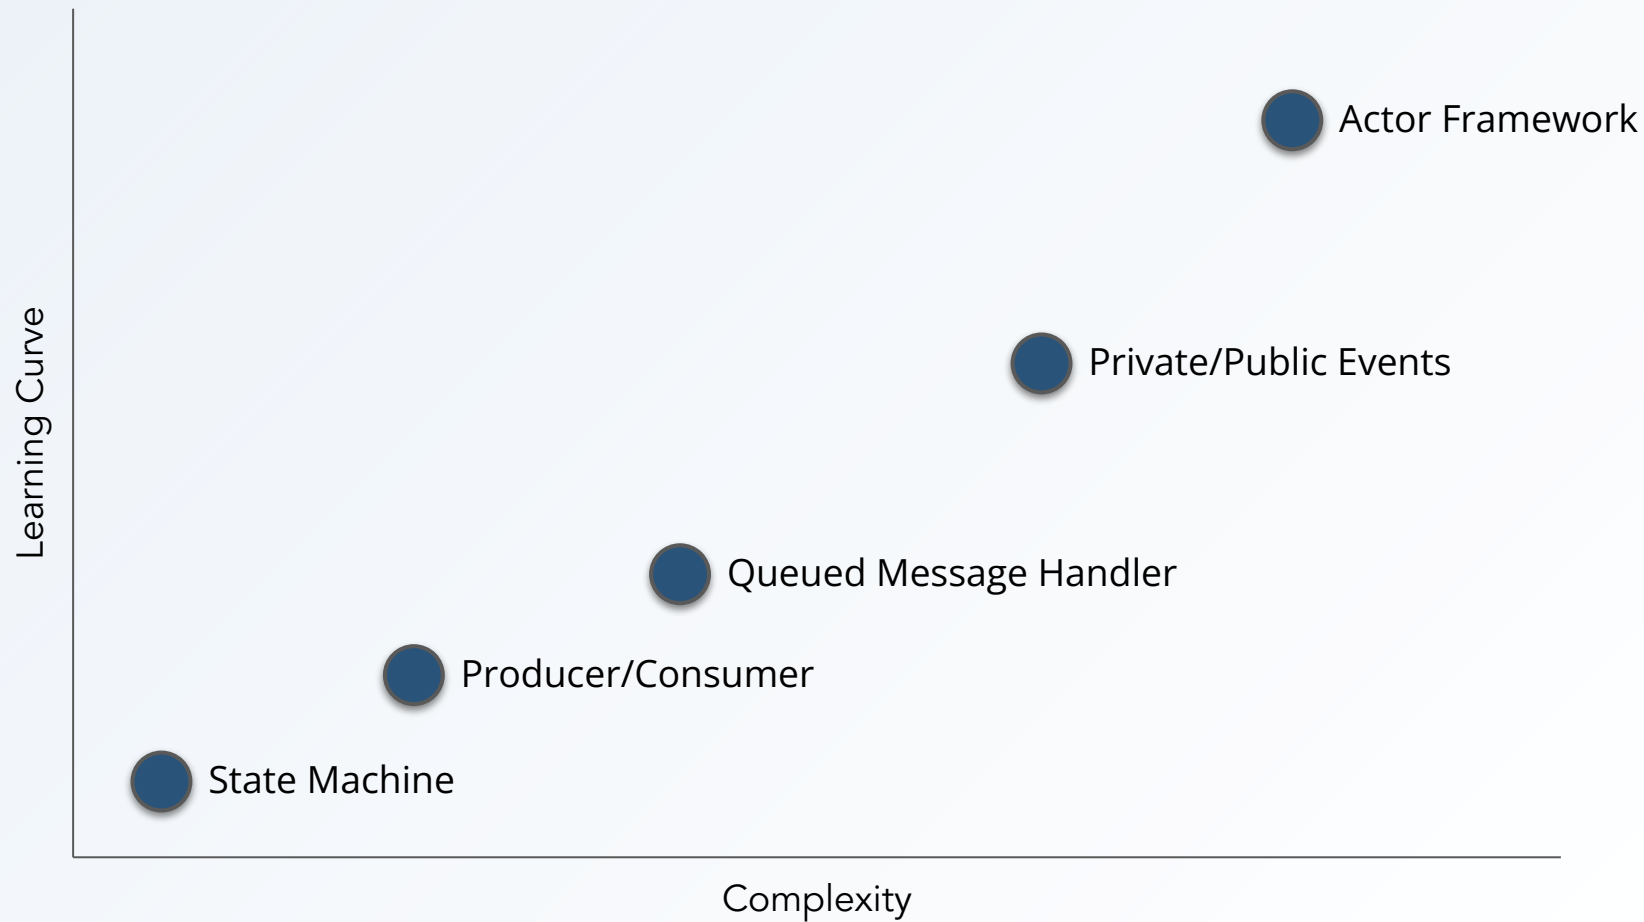 Actor Framework
Private/Public Events
Learning Curve
Queued Message Handler
Producer/Consumer
State Machine
Complexity